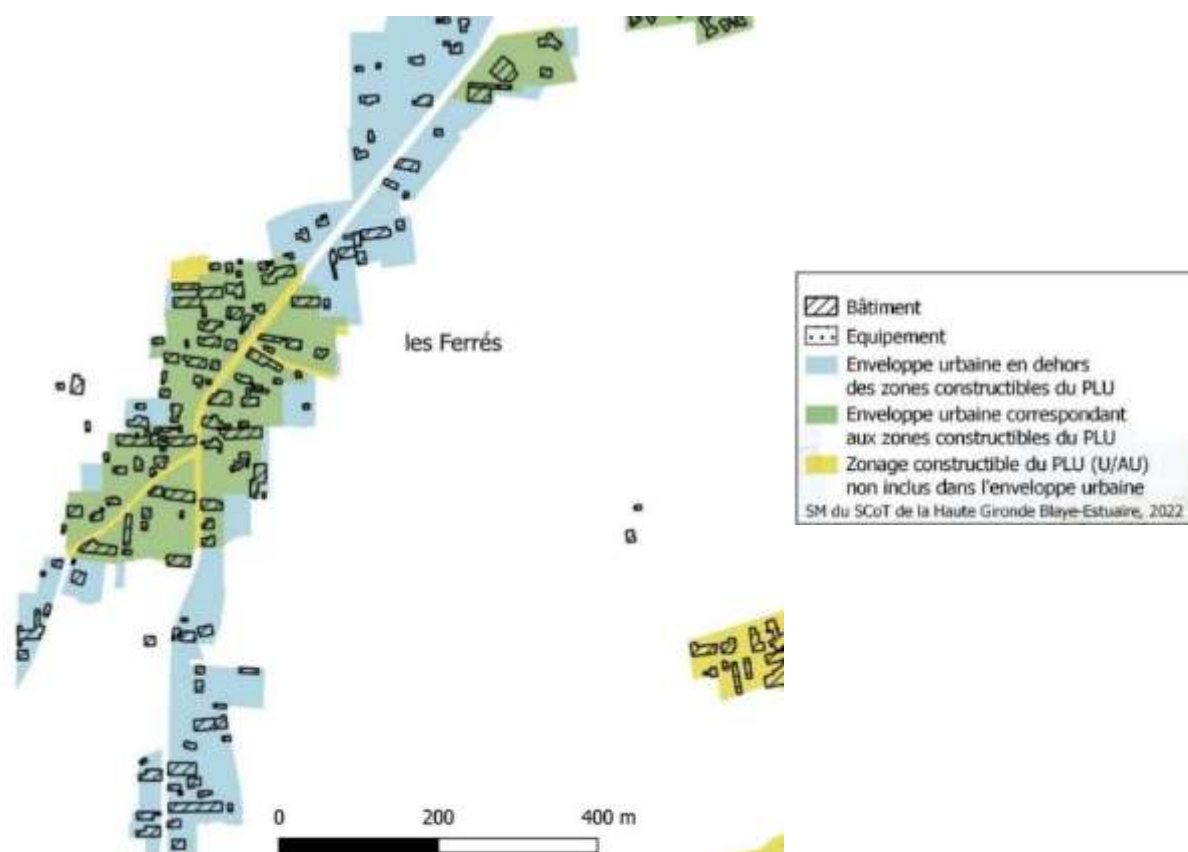 les Ferrés
Bâtiment
Equipement
Enveloppe urbaine en dehors
des zones constructibles du PLU
Enveloppe urbaine correspondant
aux zones constructibles du PLU
Zonage constructible du PLU (U/AU)
non inclus dans l'enveloppe urbaine
SM du SCoT de la Haute Gironde Blaye-Estuaire, 2022
0 200 400 m